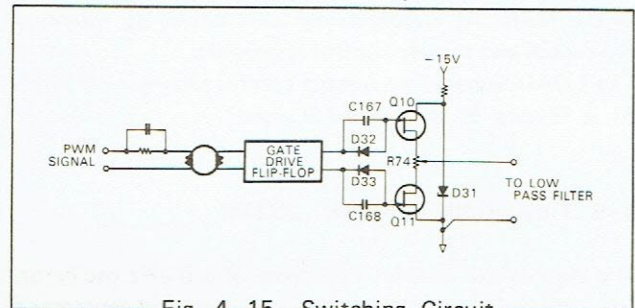 -15V
C167
Q10
D32
PWM
SIGNAL
GATE
DRIVE
FLIP-FLOP
R74
D33
D31
TO LOW
PASS FILTER
C168
Q11
Fig. 4-15 Switching Circuit